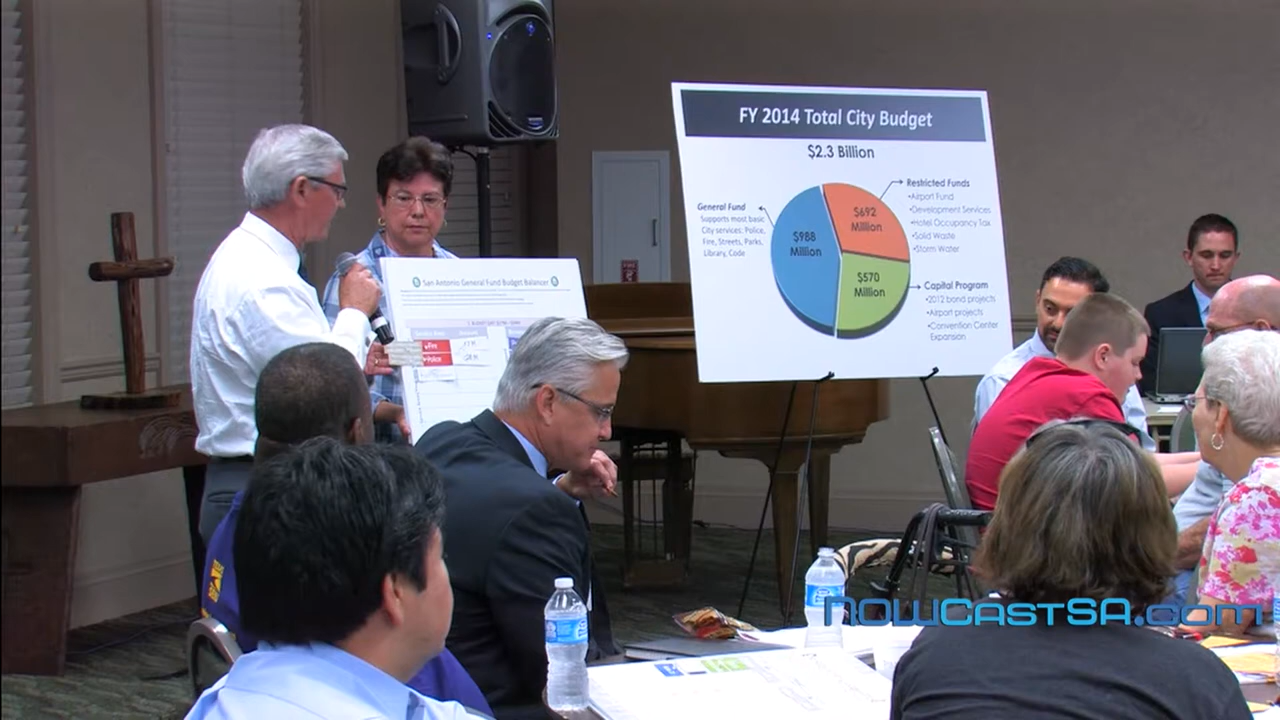 FY 2014 Total City Budget
$2.3 Billion
General Fund
Supports most basic
City services: Police,
Fire, Streets, Parks,
Library, Code
$988
Million
$692
Million
$570
Million
Restricted Funds
•Airport Fund
•Development Services
•Hotel Occupancy Tax
•Solid Waste
•Storm Water
Capital Program
•2012 bond projects
•Airport projects
•Convention Center
Expansion
San Antonio General Fund Budget Balancer
Fire
Police
NOWCastSA.com